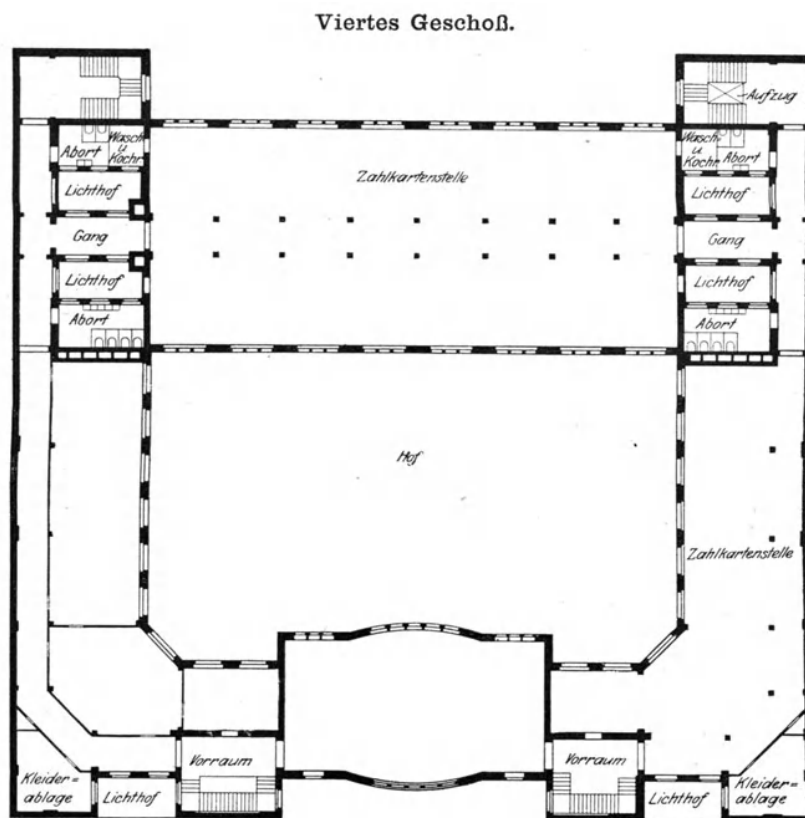 Viertes Geschoß.
Aufzug
Abort
Wasch-
u.
Kochr.
Zahlkartenstelle
Wasch-
u.
Kochr.
Abort
Lichthof
Lichthof
Gang
Gang
Lichthof
Lichthof
Abort
Abort
Hof
Zahlkartenstelle
Vorraum
Vorraum
Kleider=
ablage
Lichthof
Lichthof
Kleider=
ablage